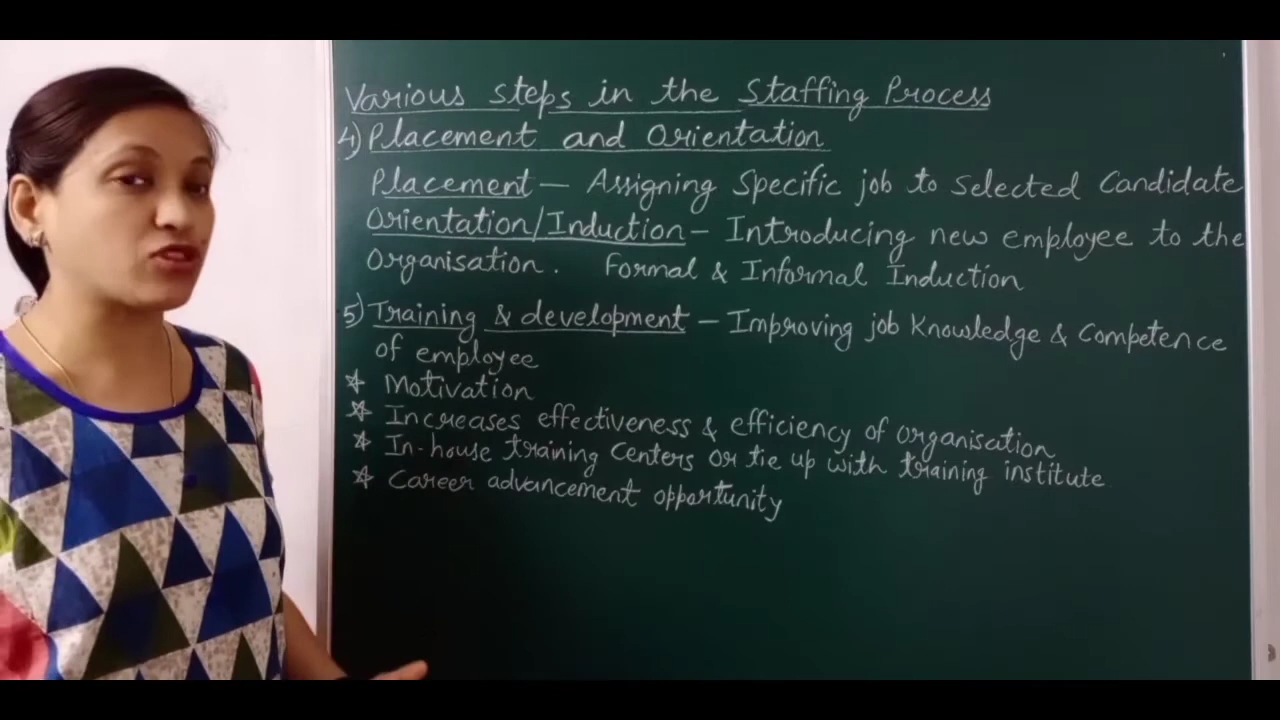 Various steps in the Staffing Process
4) Placement and Orientation
Placement — Assigning Specific job to Selected Candidate
Orientation/Induction – Introducing new employee to the
Organisation. Formal & Informal Induction
5) Training & development – Improving job Knowledge & Competence
of employee
☆ Motivation
☆ Increases effectiveness & efficiency of organisation
☆ In-house training Centers or tie up with training institute
☆ Career advancement opportunity